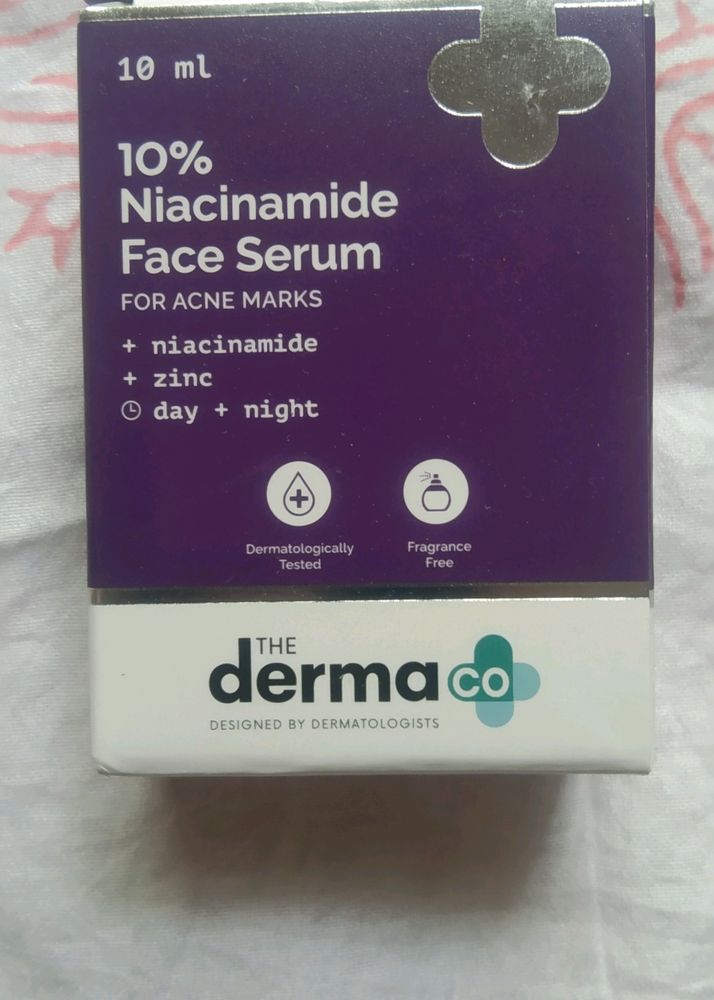 10 ml
10%
Niacinamide
Face Serum
FOR ACNE MARKS
+ niacinamide
+ zinc
day + night
Dermatologically
Tested
Fragrance
Free
THE
derma co
DESIGNED BY DERMATOLOGISTS